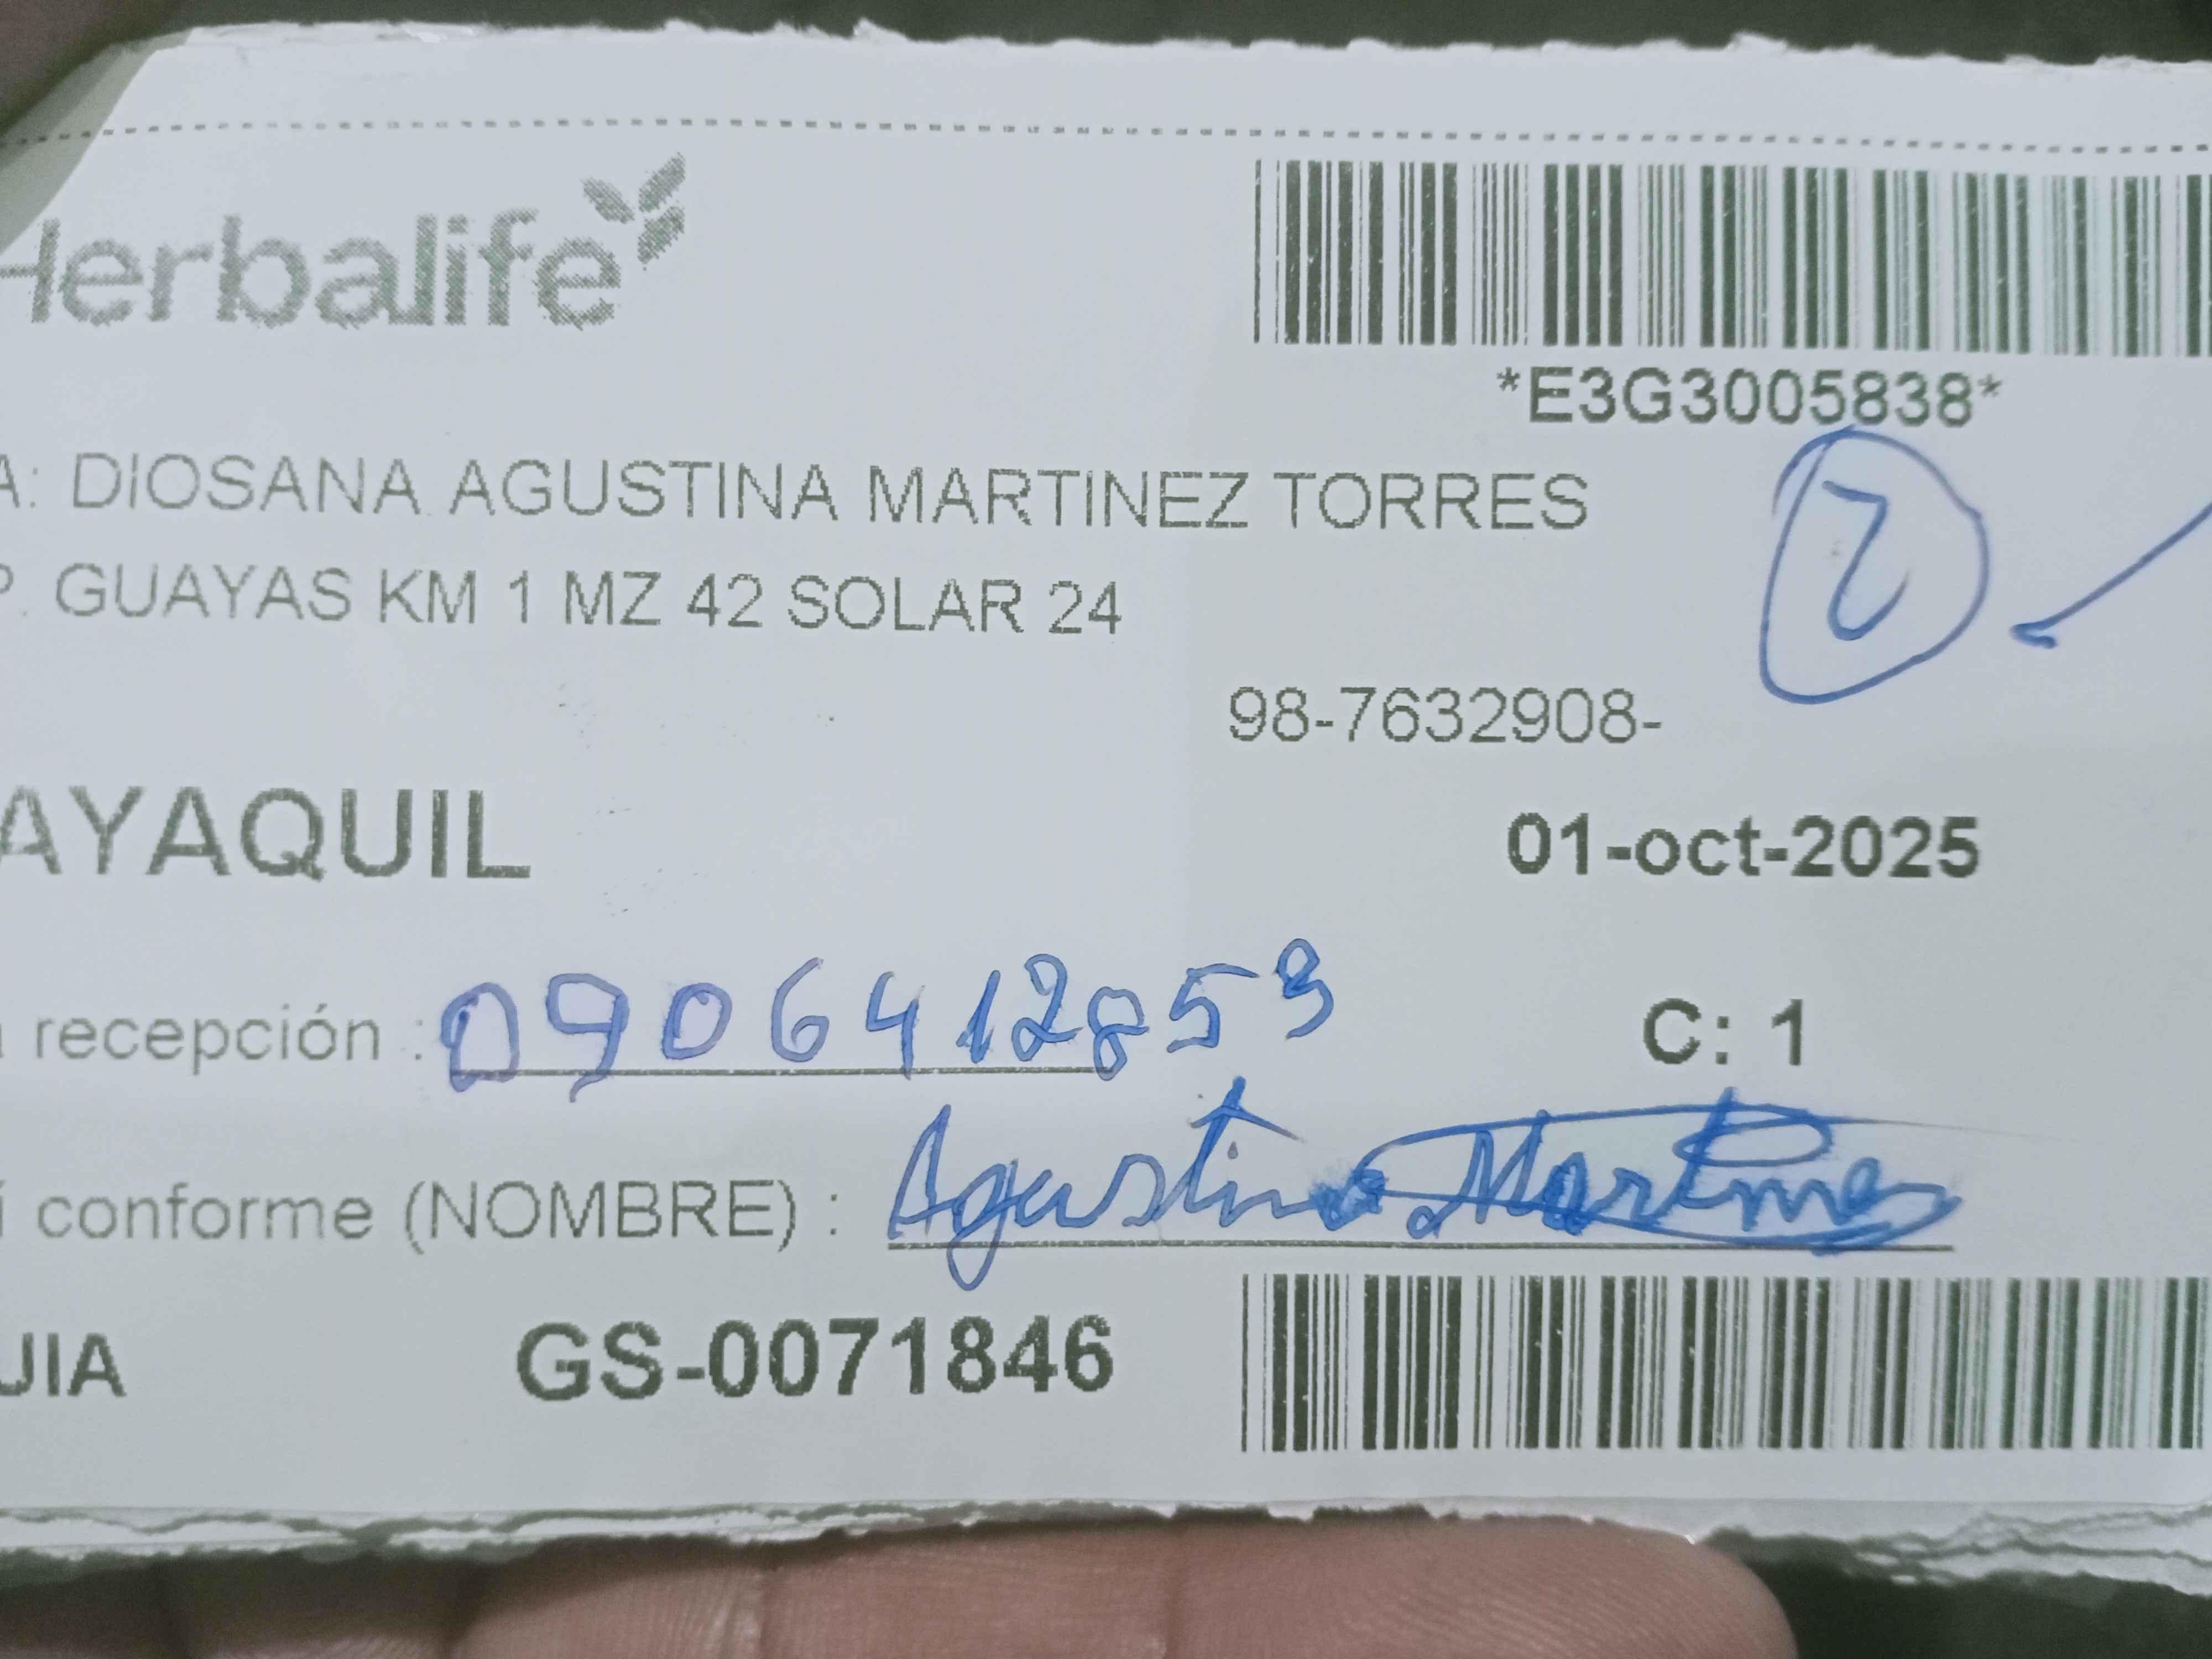 Herbalife
*E3G3005838*
A: DIOSANA AGUSTINA MARTINEZ TORRES
2
P. GUAYAS KM 1 MZ 42 SOLAR 24
98-7632908-
AYAQUIL
01-oct-2025
a recepción : 0906412859
C: 1
í conforme (NOMBRE) : Agustina Martinez
UIA GS-0071846